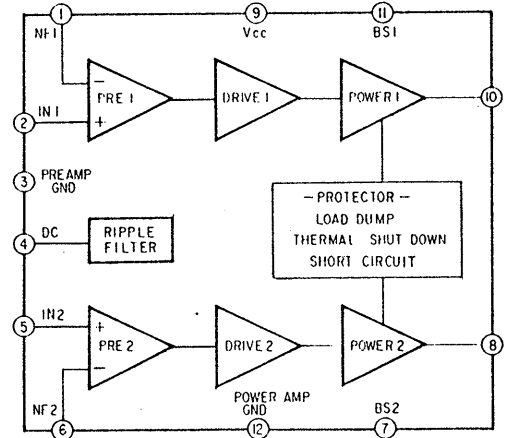 1
9
11
NF1
Vcc
BS1
PRE 1
DRIVE 1
POWER 1
10
2
IN1
3
PREAMP
GND
4
DC
RIPPLE
FILTER
— PROTECTOR —
LOAD DUMP
THERMAL SHUT DOWN
SHORT CIRCUIT
5
IN2
PRE 2
DRIVE 2
POWER 2
8
NF2
POWER AMP
GND
BS2
6
12
7